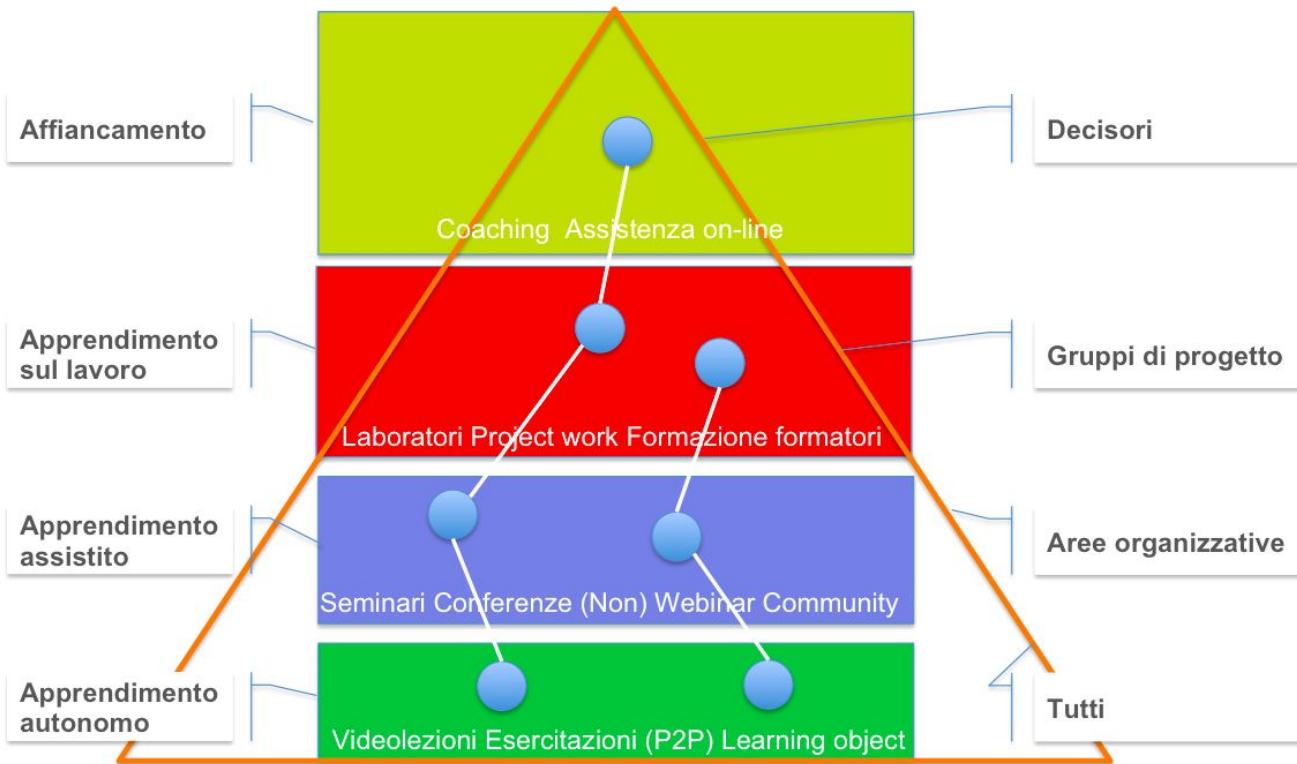 Affiancamento
Decisori
Coaching  Assistenza on-line
Apprendimento
sul lavoro
Gruppi di progetto
Laboratori Project work Formazione formatori
Apprendimento
assistito
Aree organizzative
Seminari Conferenze (Non) Webinar Community
Apprendimento
autonomo
Tutti
Videolezioni Esercitazioni (P2P) Learning object